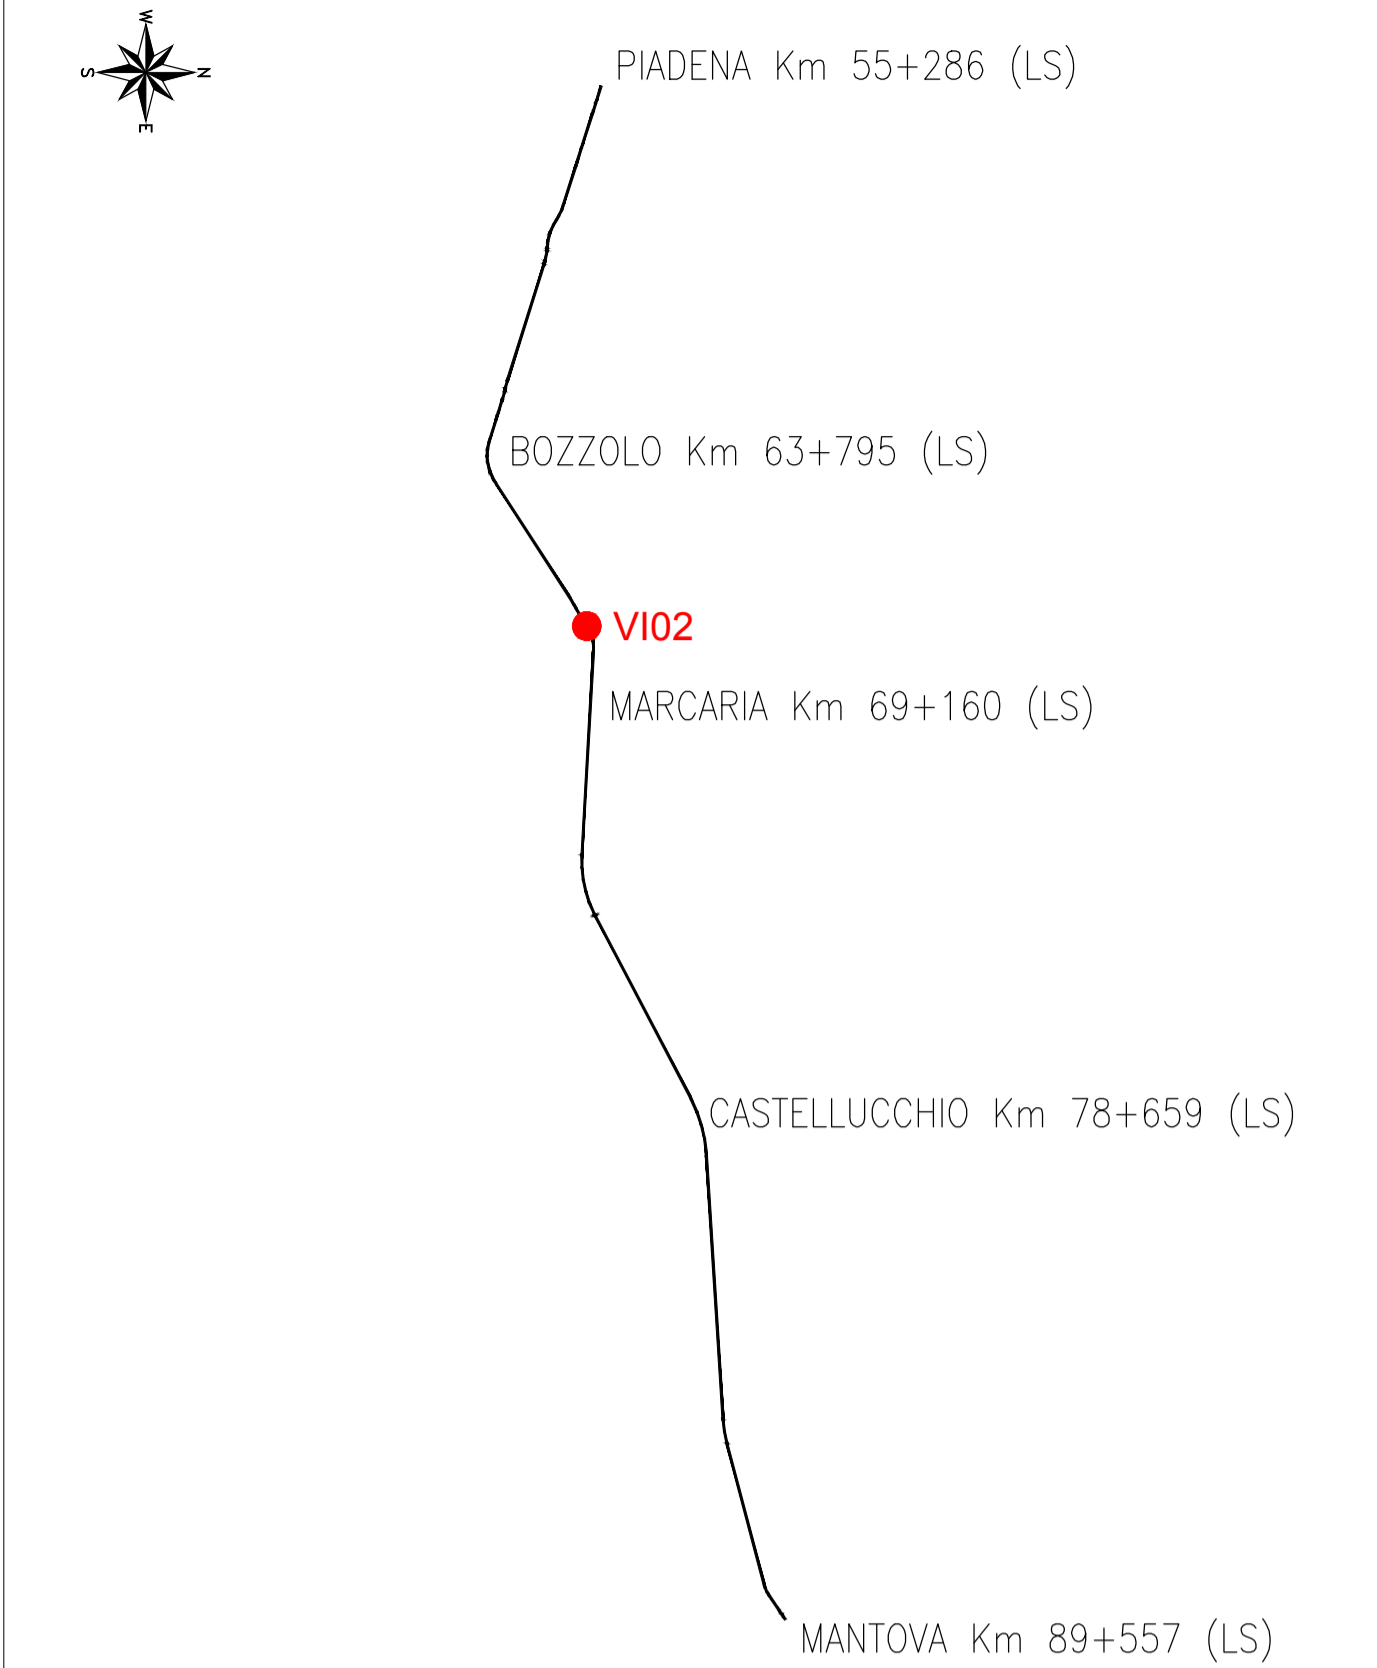 W
S N
E
PIADENA Km 55+286 (LS)
BOZZOLO Km 63+795 (LS)
VI02
MARCARIA Km 69+160 (LS)
CASTELLUCCHIO Km 78+659 (LS)
MANTOVA Km 89+557 (LS)